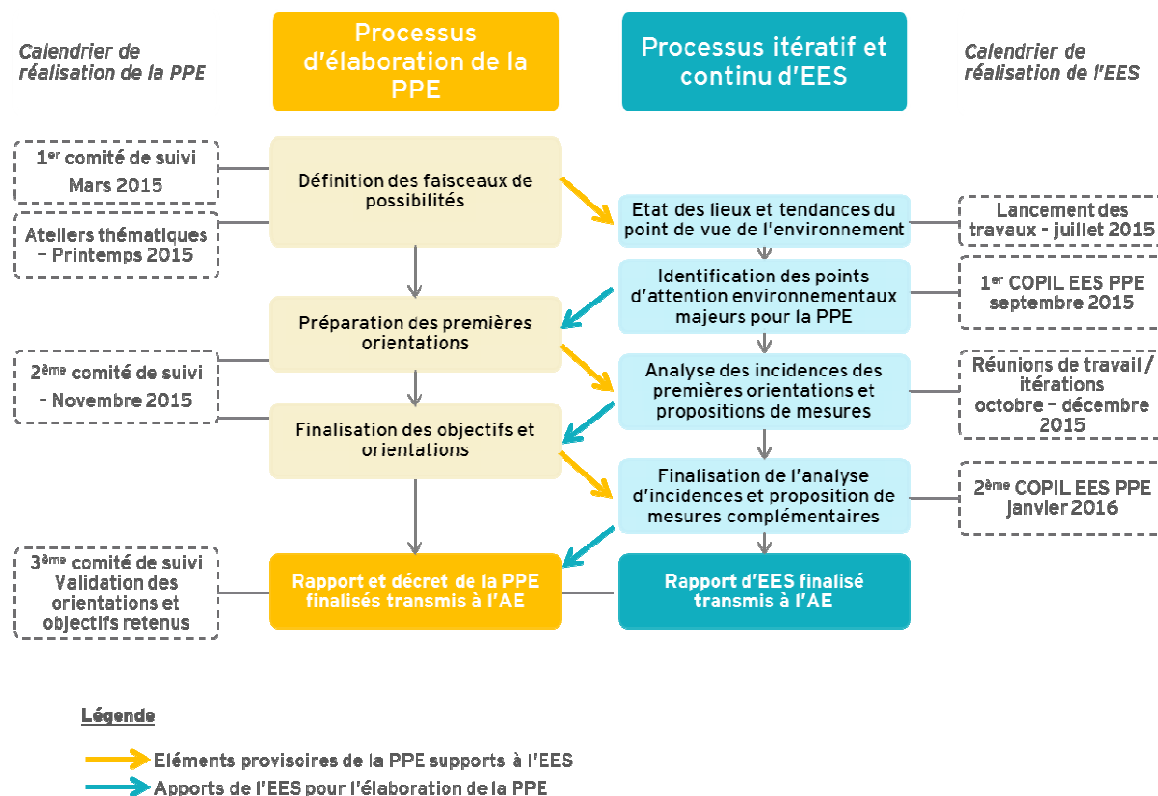 Calendrier de
réalisation de la PPE
Processus
d'élaboration de la
PPE
Processus itératif et
continu d'EES
Calendrier de
réalisation de l'EES
1er comité de suivi
Mars 2015
Ateliers thématiques
– Printemps 2015
Définition des faisceaux de
possibilités
Etat des lieux et tendances du
point de vue de l'environnement
Lancement des
travaux - juillet 2015
Identification des points
d'attention environnementaux
majeurs pour la PPE
1er COPIL EES PPE
septembre 2015
Préparation des premières
orientations
2ème comité de suivi
- Novembre 2015
Analyse des incidences des
premières orientations et
propositions de mesures
Réunions de travail/
itérations
octobre – décembre
2015
Finalisation des objectifs et
orientations
Finalisation de l'analyse
d'incidences et proposition de
mesures complémentaires
2ème COPIL EES PPE
janvier 2016
3ème comité de suivi
Validation des
orientations et
objectifs retenus
Rapport et décret de la PPE
finalisés transmis à l'AE
Rapport d'EES finalisé
transmis à l'AE
Légende
Eléments provisoires de la PPE supports à l'EES
Apports de l'EES pour l'élaboration de la PPE